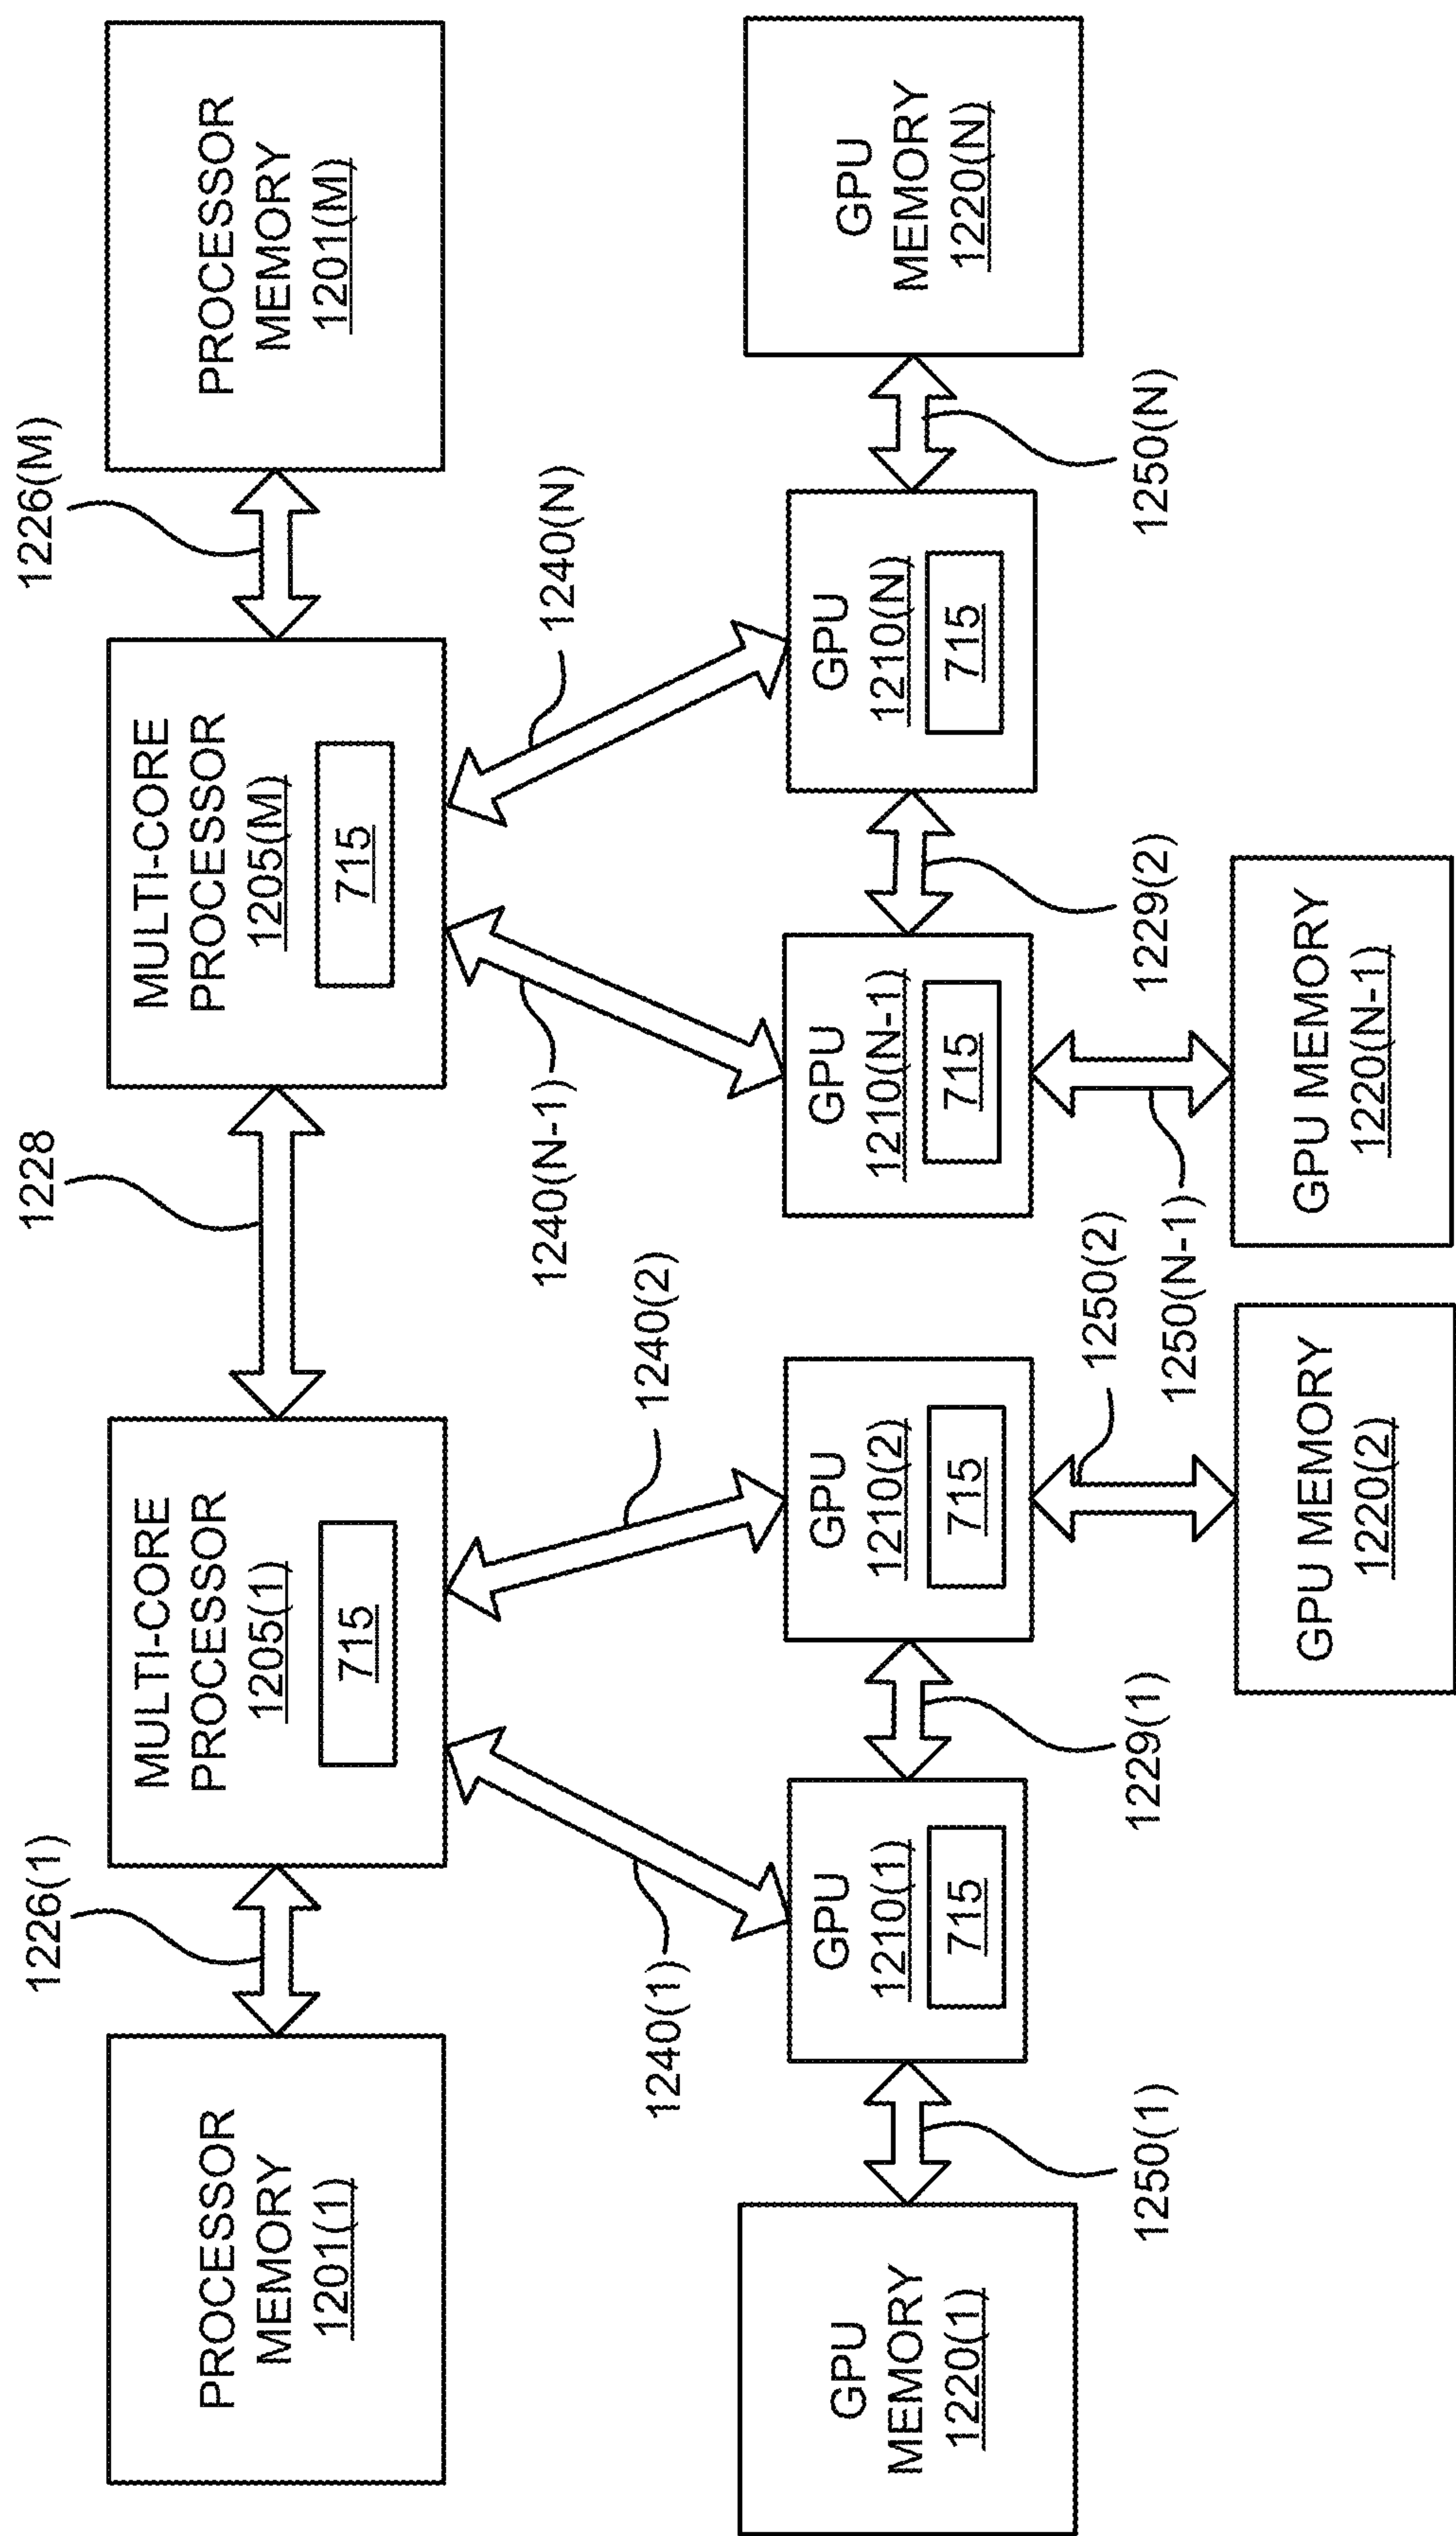 1226(1)
1228
1226(M)
PROCESSOR
MEMORY
1201(1)
MULTI-CORE
PROCESSOR
1205(1)
715
MULTI-CORE
PROCESSOR
1205(M)
715
PROCESSOR
MEMORY
1201(M)
1240(1)
1240(2)
1240(N-1)
1240(N)
GPU
MEMORY
1220(1)
GPU
1210(1)
715
GPU
1210(2)
715
GPU
1210(N-1)
715
GPU
1210(N)
715
GPU
MEMORY
1220(N)
1250(1)
1229(1)
1250(2)
1250(N-1)
1229(2)
1250(N)
GPU MEMORY
1220(2)
GPU MEMORY
1220(N-1)